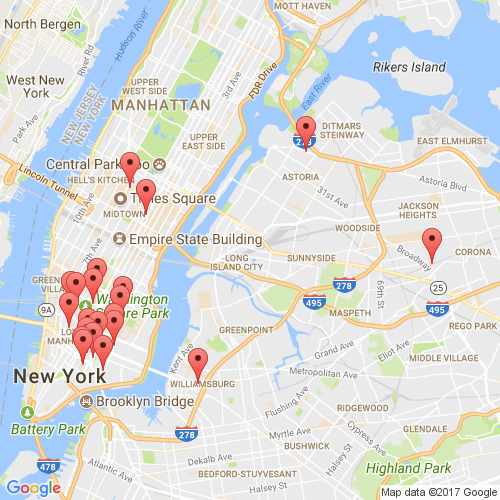 MOTT HAVEN
North Bergen
Hudson River
River Rd
West New
York
Park Ave
NEW JERSEY
NEW YORK
UPPER
WEST SIDE
MANHATTAN
3rd Ave
FDR Drive
East River
Rikers Island
UPPER
EAST SIDE
DITMARS
STEINWAY
278
EAST ELMHURST
Central Park Zoo
HELL'S KITCHEN
ASTORIA
Astoria Blvd
Lincoln Tunnel
10th Ave
Times Square
MIDTOWN
31st Ave
JACKSON
HEIGHTS
WOODSIDE
Empire State Building
Broadway
CORONA
LONG
ISLAND CITY
SUNNYSIDE
278
69th St
25
GREENWICH
VILLAGE
7th Ave
Washington
Square Park
9A
495
MASPETH
495
REGO PARK
LOWER
MANHATTAN
GREENPOINT
Kent Ave
Eliot Ave
MIDDLE VILLAGE
New York
WILLIAMSBURG
Metropolitan Ave
Brooklyn Bridge
Flushing Ave
RIDGEWOOD
Battery Park
278
Myrtle Ave
Cypress Ave
GLENDALE
BUSHWICK
478
Atlantic Ave
Dekalb Ave
Halsey St
BEDFORD-STUYVESANT
Halsey St
Highland Park
Google
Map data ©2017 Google